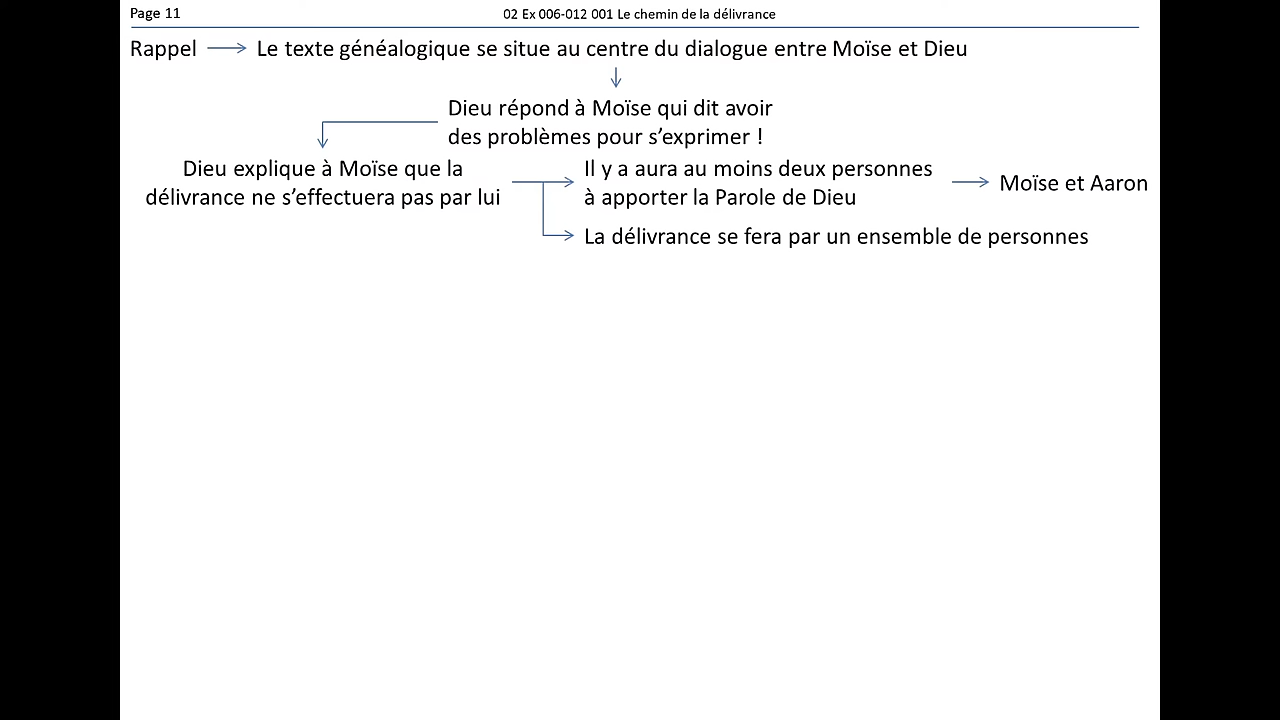 Page 11
02 Ex 006-012 001 Le chemin de la délivrance
Rappel
Le texte généalogique se situe au centre du dialogue entre Moïse et Dieu
Dieu répond à Moïse qui dit avoir
des problèmes pour s’exprimer !
Dieu explique à Moïse que la
délivrance ne s’effectuera pas par lui
Il y a aura au moins deux personnes
à apporter la Parole de Dieu
Moïse et Aaron
La délivrance se fera par un ensemble de personnes